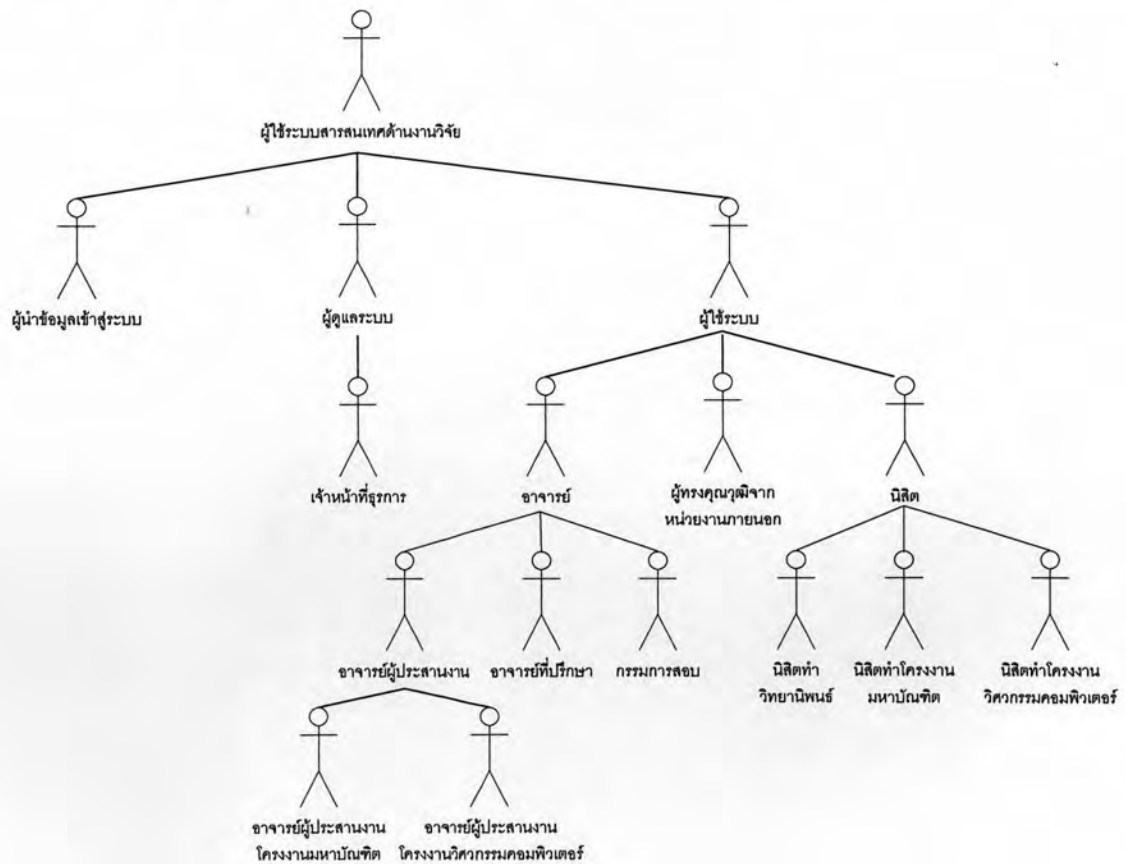 ผู้ใช้ระบบสารสนเทศด้านงานวิจัย
ผู้นำข้อมูลเข้าสู่ระบบ
ผู้ดูแลระบบ
ผู้ใช้ระบบ
เจ้าหน้าที่ธุรการ
อาจารย์
ผู้ทรงคุณวุฒิจาก
หน่วยงานภายนอก
นิสิต
อาจารย์ผู้ประสานงาน
อาจารย์ที่ปรึกษา
กรรมการสอบ
นิสิตทำ
วิทยานิพนธ์
นิสิตทำโครงงาน
มหาบัณฑิต
นิสิตทำโครงงาน
วิศวกรรมคอมพิวเตอร์
อาจารย์ผู้ประสานงาน
โครงงานมหาบัณฑิต
อาจารย์ผู้ประสานงาน
โครงงานวิศวกรรมคอมพิวเตอร์